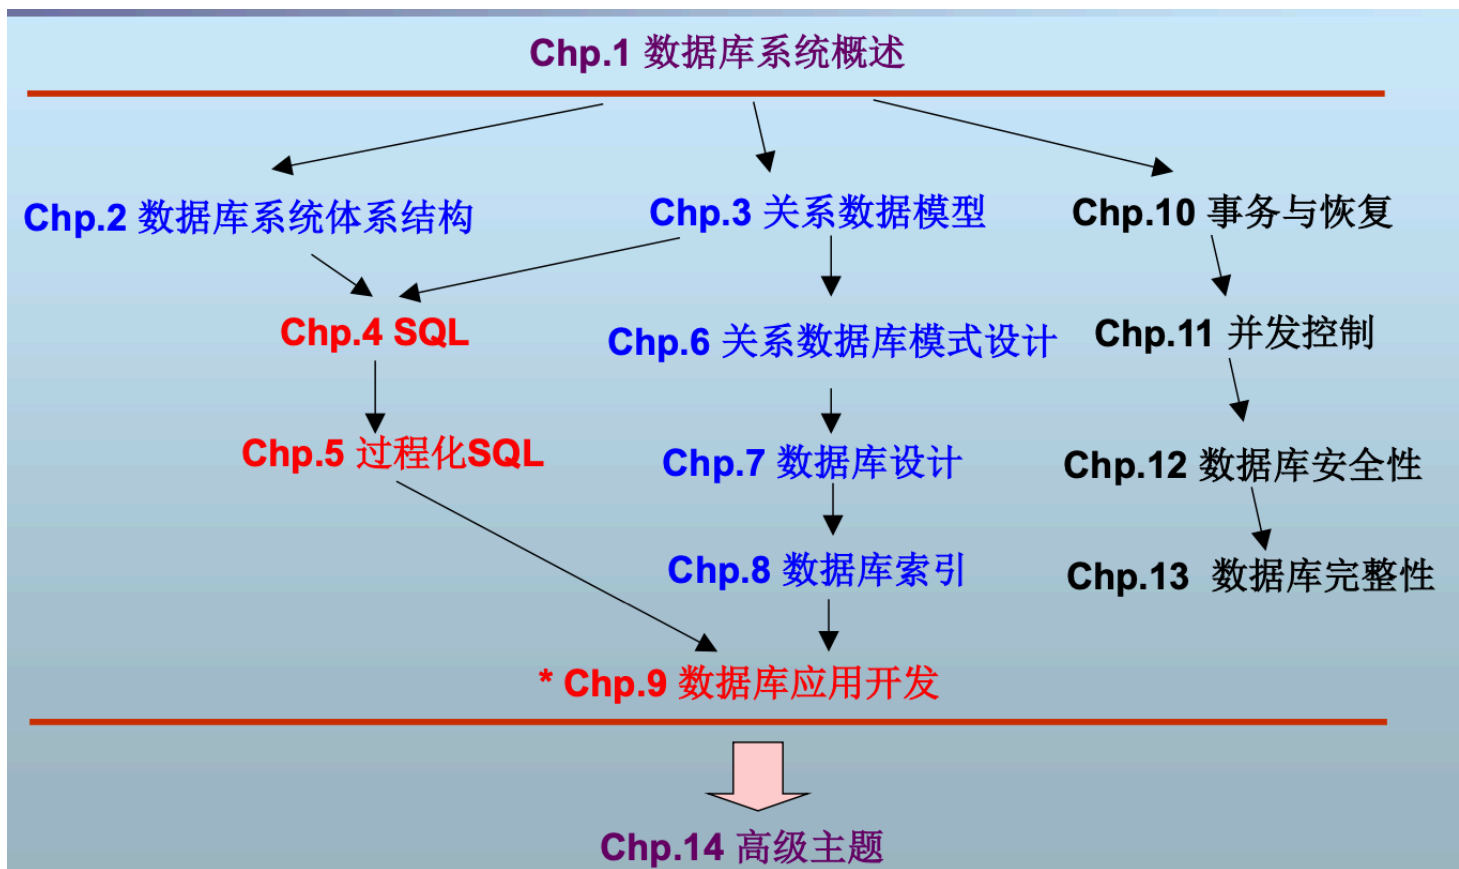 Chp.1 数据库系统概述
Chp.2 数据库系统体系结构
Chp.3 关系数据模型
Chp.10 事务与恢复
Chp.4 SQL
Chp.6 关系数据库模式设计
Chp.11 并发控制
Chp.5 过程化SQL
Chp.7 数据库设计
Chp.12 数据库安全性
Chp.8 数据库索引
Chp.13 数据库完整性
* Chp.9 数据库应用开发
Chp.14 高级主题